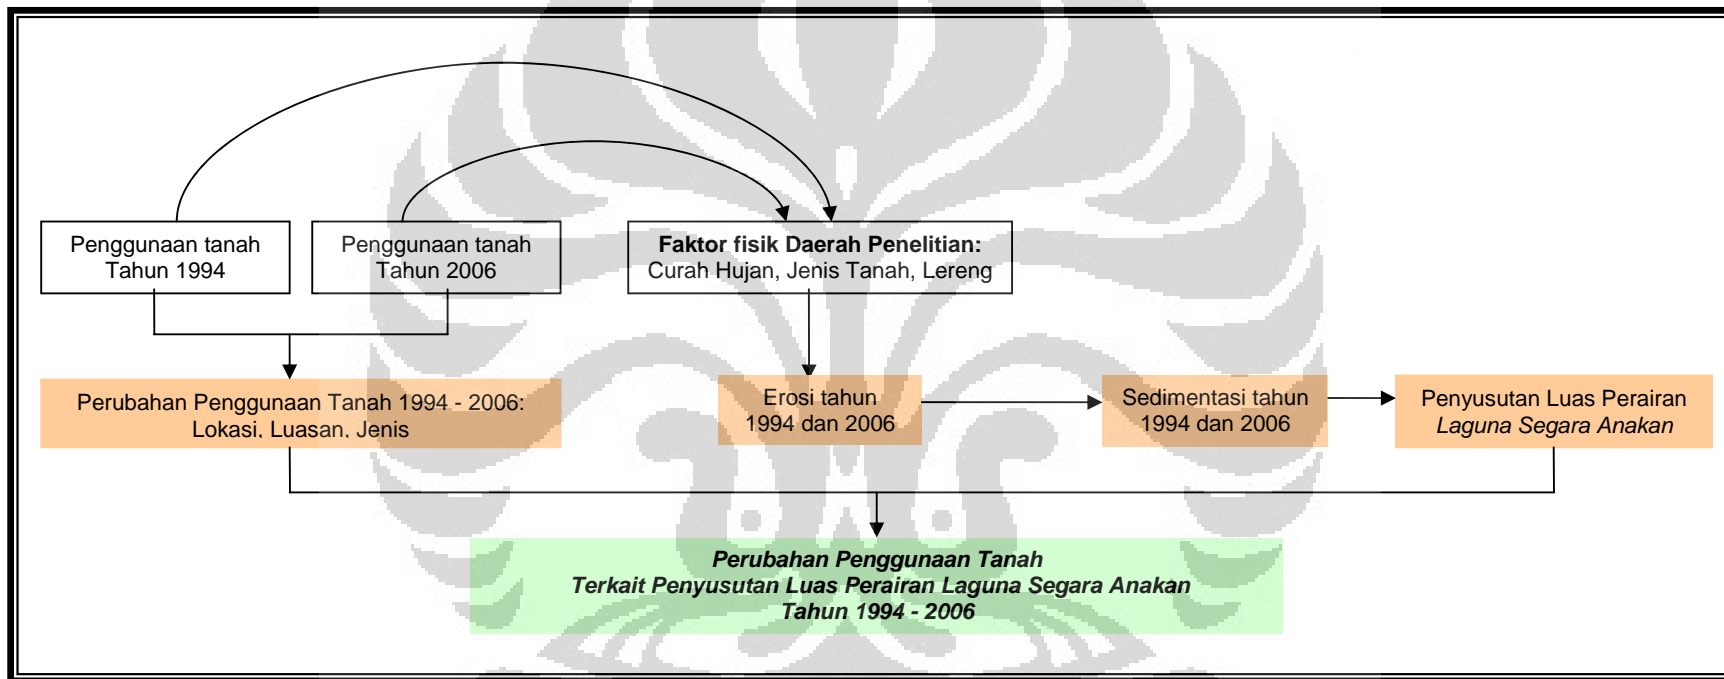 Penggunaan tanah
Tahun 1994
Penggunaan tanah
Tahun 2006
Faktor fisik Daerah Penelitian:
Curah Hujan, Jenis Tanah, Lereng
Perubahan Penggunaan Tanah 1994 - 2006:
Lokasi, Luasan, Jenis
Erosi tahun
1994 dan 2006
Sedimentasi tahun
1994 dan 2006
Penyusutan Luas Perairan
Laguna Segara Anakan
Perubahan Penggunaan Tanah
Terkait Penyusutan Luas Perairan Laguna Segara Anakan
Tahun 1994 - 2006